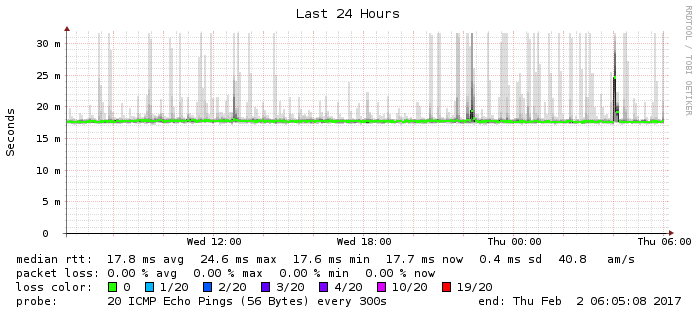 Last 24 Hours
RRDTOOL / TOBI OETIKER
Seconds
30 m
25 m
20 m
15 m
10 m
5 m
0
Wed 12:00 Wed 18:00 Thu 00:00 Thu 06:00
median rtt: 17.8 ms avg 24.6 ms max 17.6 ms min 17.7 ms now 0.4 ms sd 40.8 am/s
packet loss: 0.00 % avg 0.00 % max 0.00 % min 0.00 % now
loss color: 0 1/20 2/20 3/20 4/20 10/20 19/20
probe: 20 ICMP Echo Pings (56 Bytes) every 300s end: Thu Feb 2 06:05:08 2017